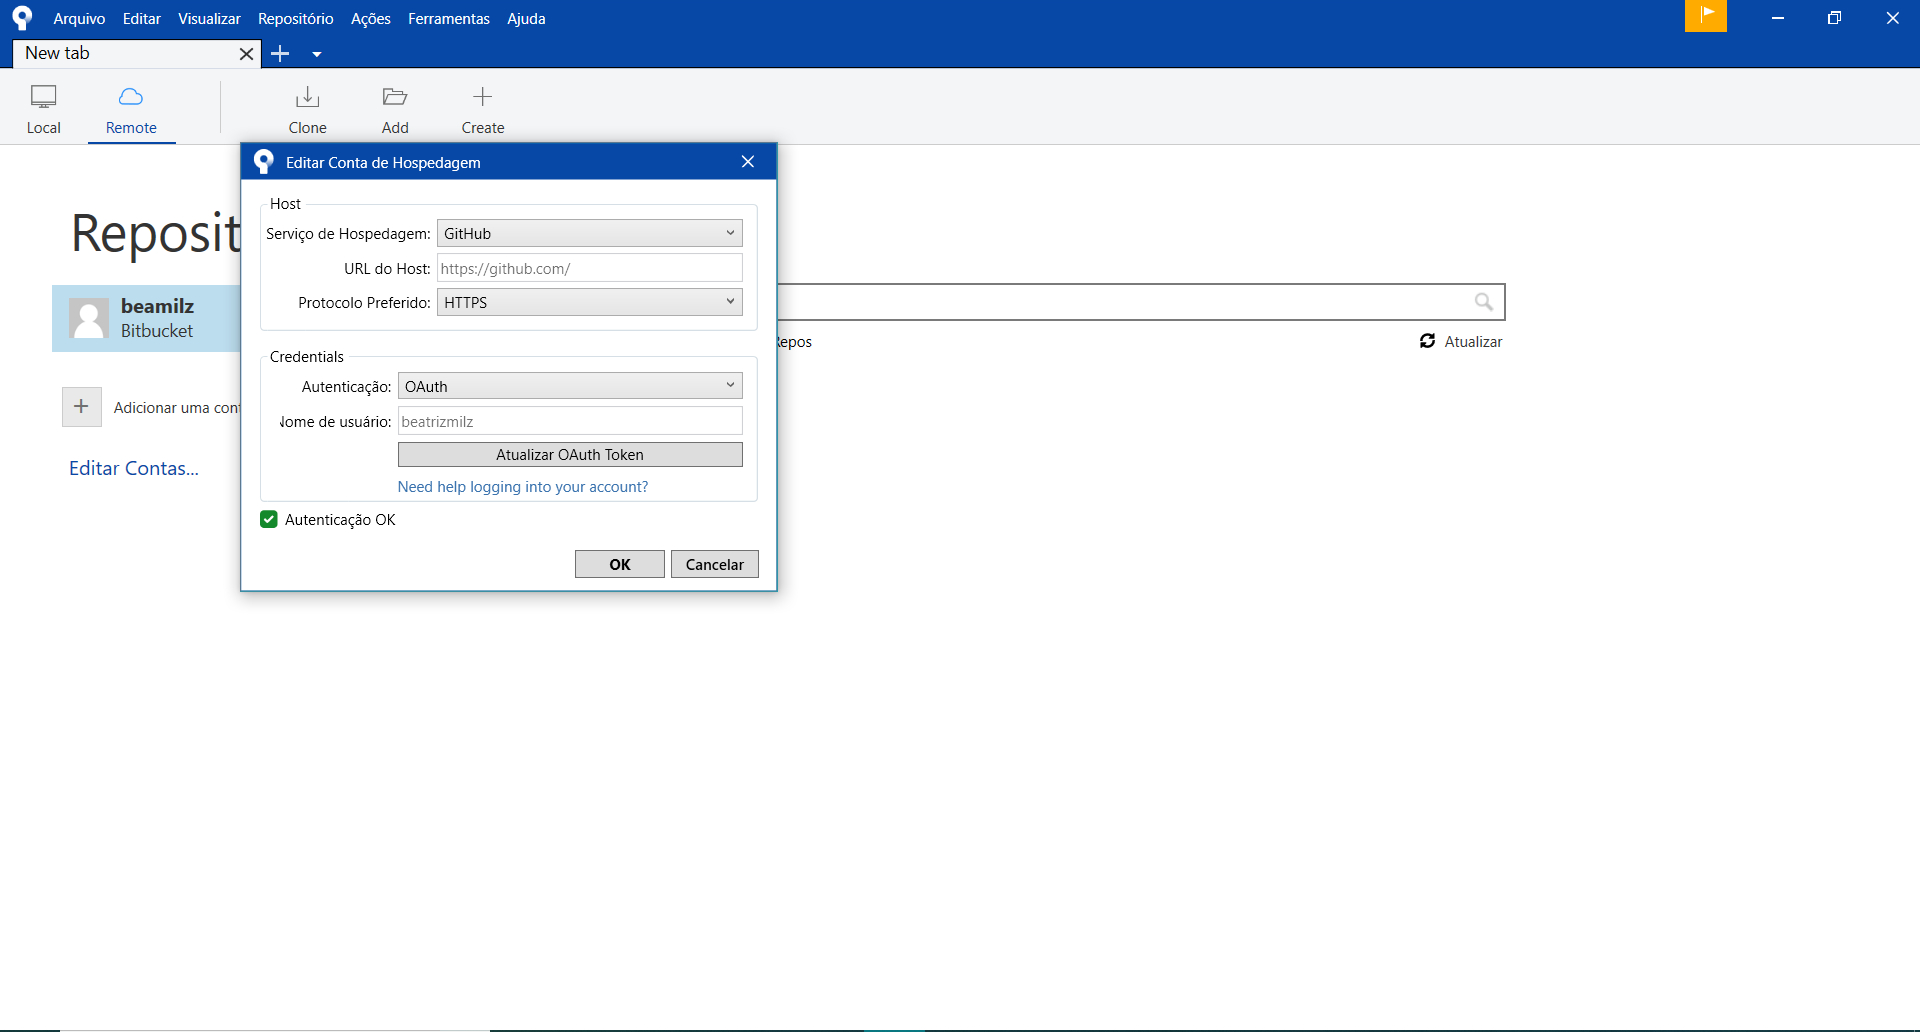 Arquivo Editar Visualizar Repositório Ações Ferramentas Ajuda
New tab
Local Remote Clone Add Create
Editar Conta de Hospedagem
Reposit
Host
Serviço de Hospedagem: GitHub
URL do Host: https://github.com/
Protocolo Preferido: HTTPS
beamilz
Bitbucket
Repos
Atualizar
Credentials
Autenticação: OAuth
Adicionar uma cont
Nome de usuário: beatrizmilz
Atualizar OAuth Token
Editar Contas...
Need help logging into your account?
Autenticação OK
OK Cancelar